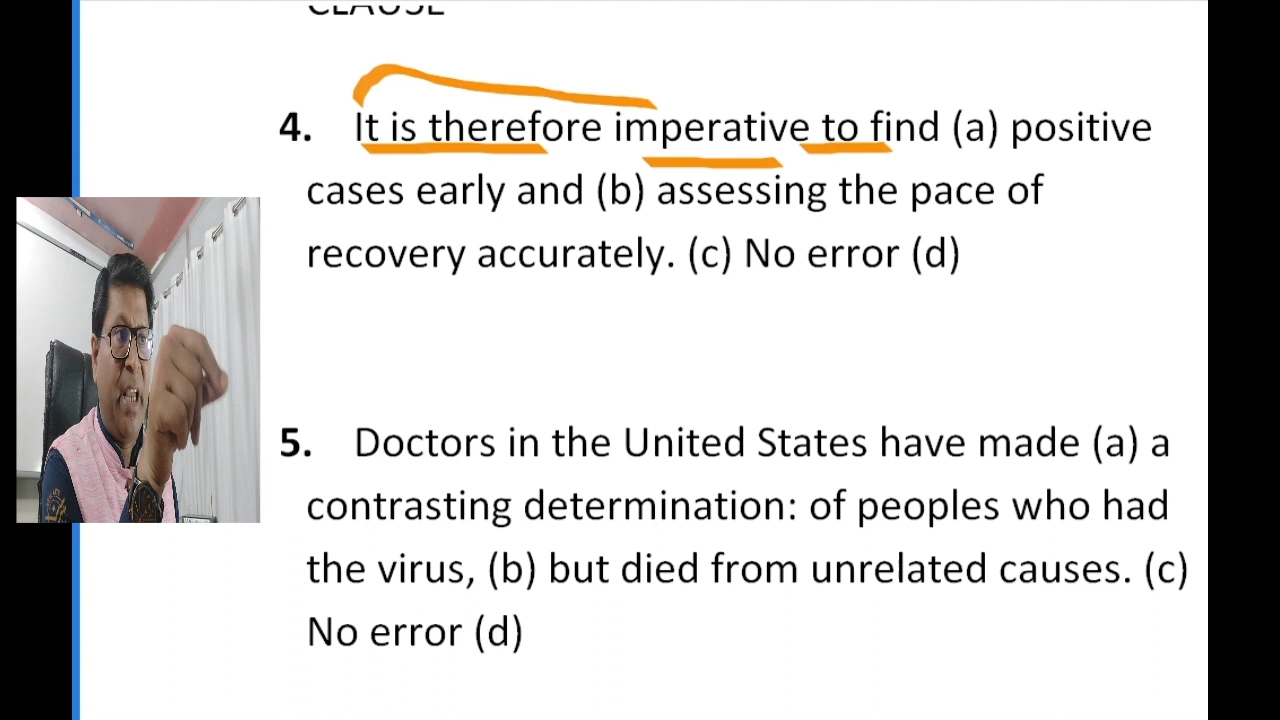 CLAUSE
4. It is therefore imperative to find (a) positive
cases early and (b) assessing the pace of
recovery accurately. (c) No error (d)
5. Doctors in the United States have made (a) a
contrasting determination: of peoples who had
the virus, (b) but died from unrelated causes. (c)
No error (d)